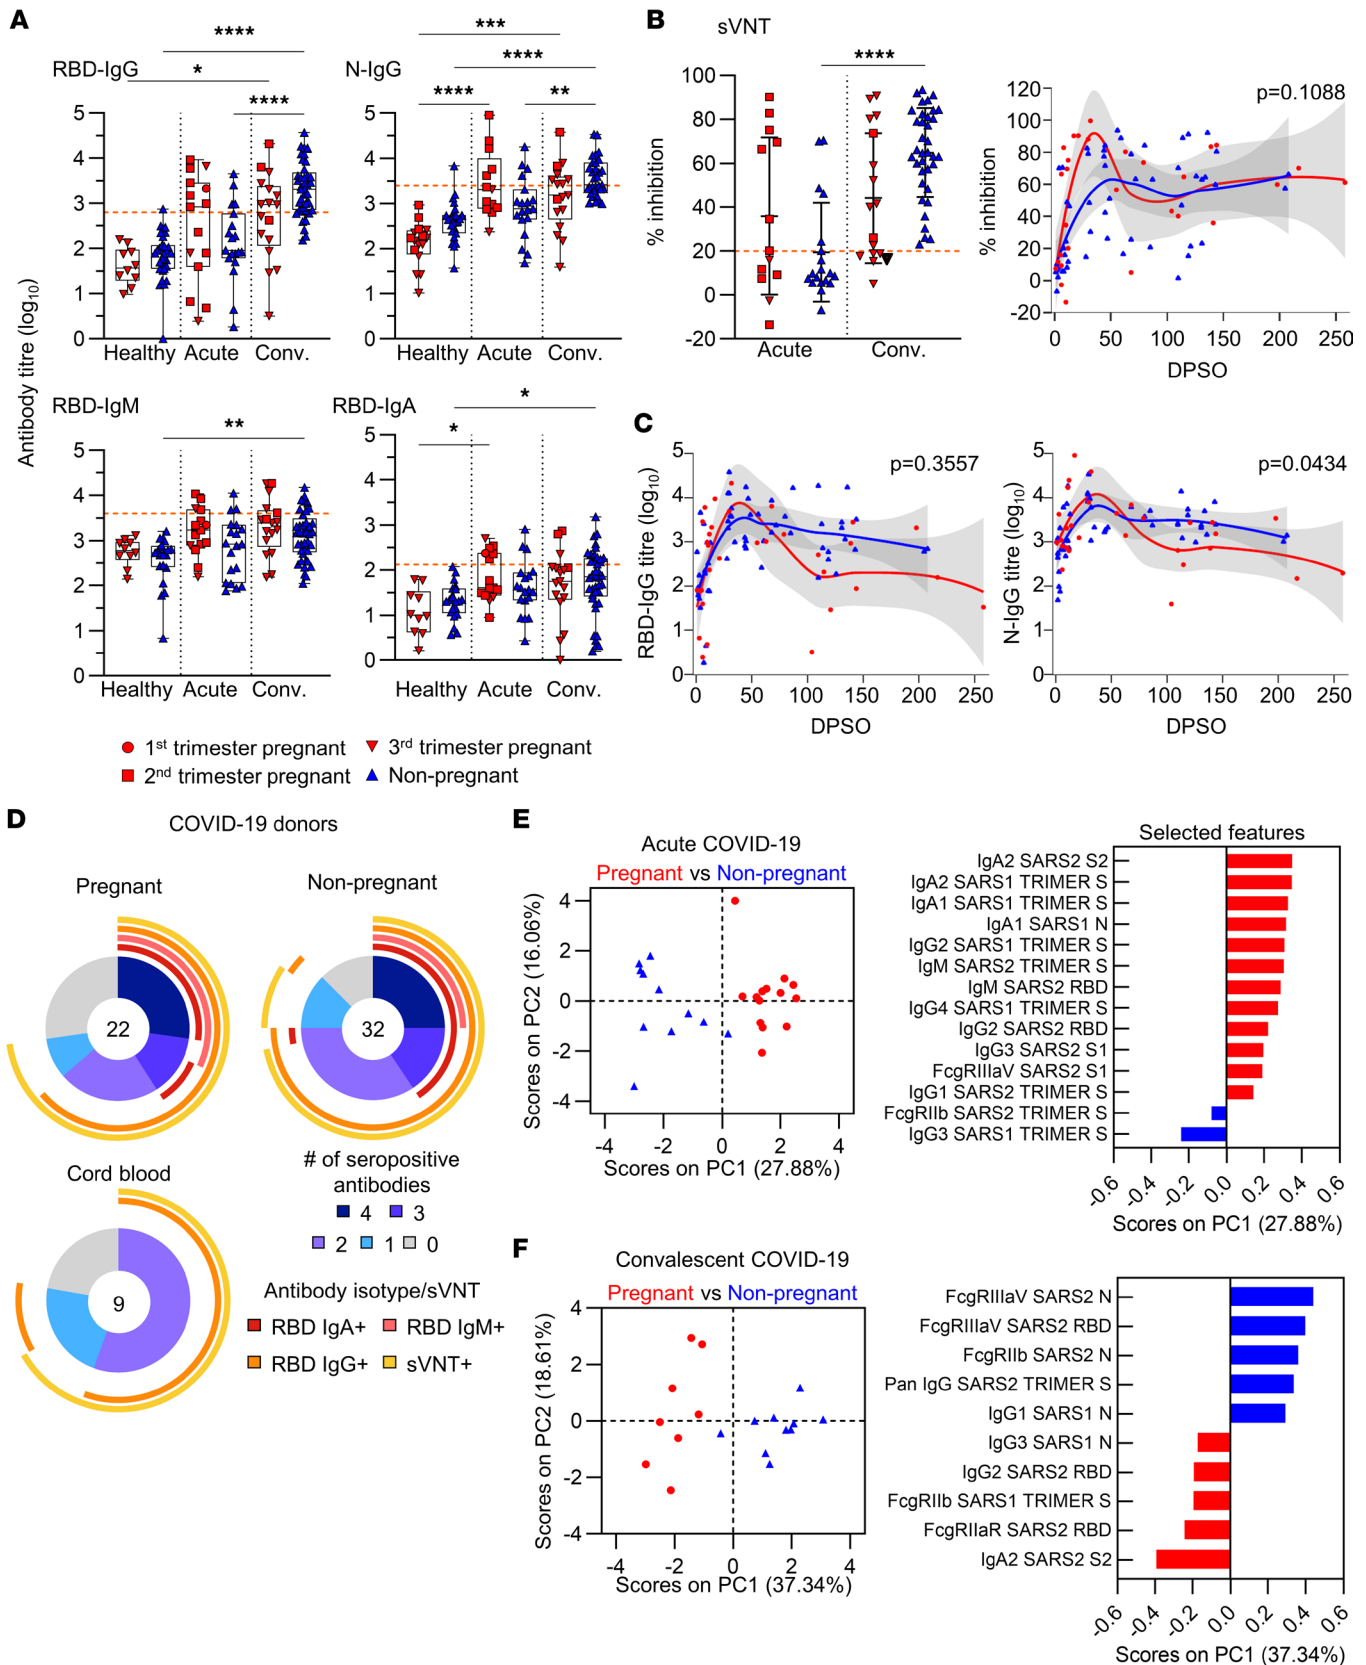 A
Antibody titre (log10)
RBD-IgG
****
*
****
5
4
3
2
1
0
Healthy Acute Conv.
N-IgG
***
****
**** **
5
4
3
2
1
0
Healthy Acute Conv.
RBD-IgM
**
5
4
3
2
1
0
Healthy Acute Conv.
RBD-IgA
*
*
5
4
3
2
1
0
Healthy Acute Conv.
1st trimester pregnant
2nd trimester pregnant
3rd trimester pregnant
Non-pregnant
B
sVNT
****
% inhibition
100
80
60
40
20
0
-20
Acute Conv.
p=0.1088
% inhibition
120
100
80
60
40
20
0
-20
0 50 100 150 200 250
DPSO
C
p=0.3557
RBD-IgG titre (log10)
5
4
3
2
1
0
0 50 100 150 200 250
DPSO
p=0.0434
N-IgG titre (log10)
5
4
3
2
1
0
0 50 100 150 200 250
DPSO
D
COVID-19 donors
Pregnant
22
Non-pregnant
32
Cord blood
9
# of seropositive
antibodies
4 3
2 1 0
Antibody isotype/sVNT
RBD IgA+ RBD IgM+
RBD IgG+ sVNT+
E
Acute COVID-19
Pregnant vs Non-pregnant
Scores on PC2 (16.06%)
4
2
0
-2
-4
-4 -2 0 2 4
Scores on PC1 (27.88%)
Selected features
IgA2 SARS2 S2
IgA2 SARS1 TRIMER S
IgA1 SARS1 TRIMER S
IgA1 SARS1 N
IgG2 SARS1 TRIMER S
IgM SARS2 TRIMER S
IgM SARS2 RBD
IgG4 SARS1 TRIMER S
IgG2 SARS2 RBD
IgG3 SARS2 S1
FcgRIIIaV SARS2 S1
IgG1 SARS2 TRIMER S
FcgRIIb SARS2 TRIMER S
IgG3 SARS1 TRIMER S
-0.6 -0.4 -0.2 0.0 0.2 0.4 0.6
Scores on PC1 (27.88%)
F
Convalescent COVID-19
Pregnant vs Non-pregnant
Scores on PC2 (18.61%)
4
2
0
-2
-4
-4 -2 0 2 4
Scores on PC1 (37.34%)
FcgRIIIaV SARS2 N
FcgRIIIaV SARS2 RBD
FcgRIIb SARS2 N
Pan IgG SARS2 TRIMER S
IgG1 SARS1 N
IgG3 SARS1 N
IgG2 SARS2 RBD
FcgRIIb SARS1 TRIMER S
FcgRIIaR SARS2 RBD
IgA2 SARS2 S2
-0.6 -0.4 -0.2 0.0 0.2 0.4 0.6
Scores on PC1 (37.34%)